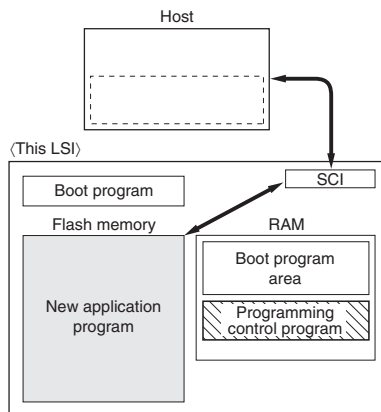 Host
〈This LSI〉
Boot program
SCI
Flash memory
RAM
New application
program
Boot program
area
Programming
control program